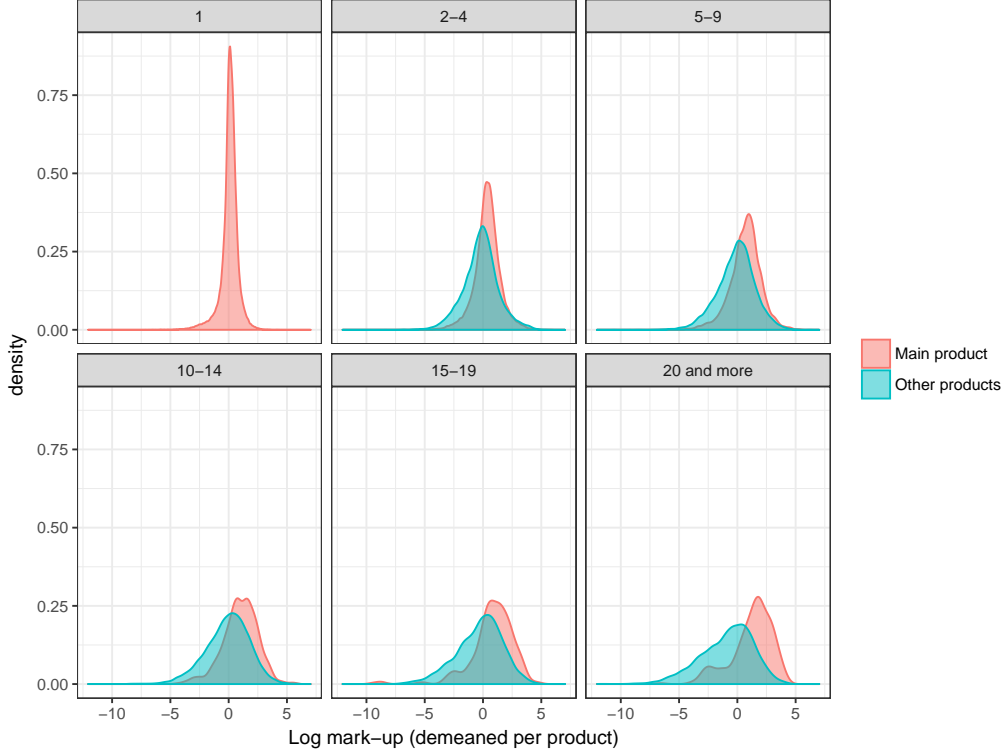 1
2−4
5−9
0.75
0.50
0.25
0.00
density
10−14
15−19
20 and more
Main product
Other products
0.75
0.50
0.25
0.00
−10 −5 0 5
−10 −5 0 5
−10 −5 0 5
Log mark−up (demeaned per product)